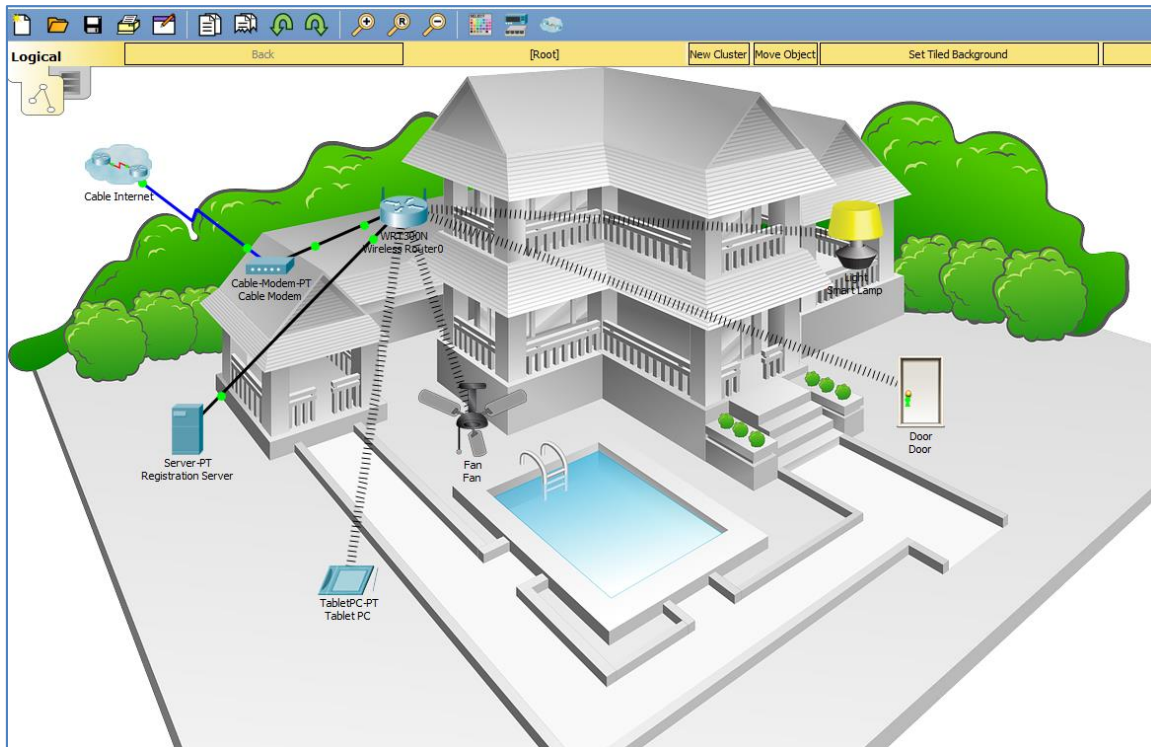 Logical
Back
[Root]
New Cluster
Move Object
Set Tiled Background
R
Cable Internet
WRT300N
Wireless Router0
Cable-Modem-PT
Cable Modem
Light
Smart Lamp
Door
Door
Server-PT
Registration Server
Fan
Fan
TabletPC-PT
Tablet PC